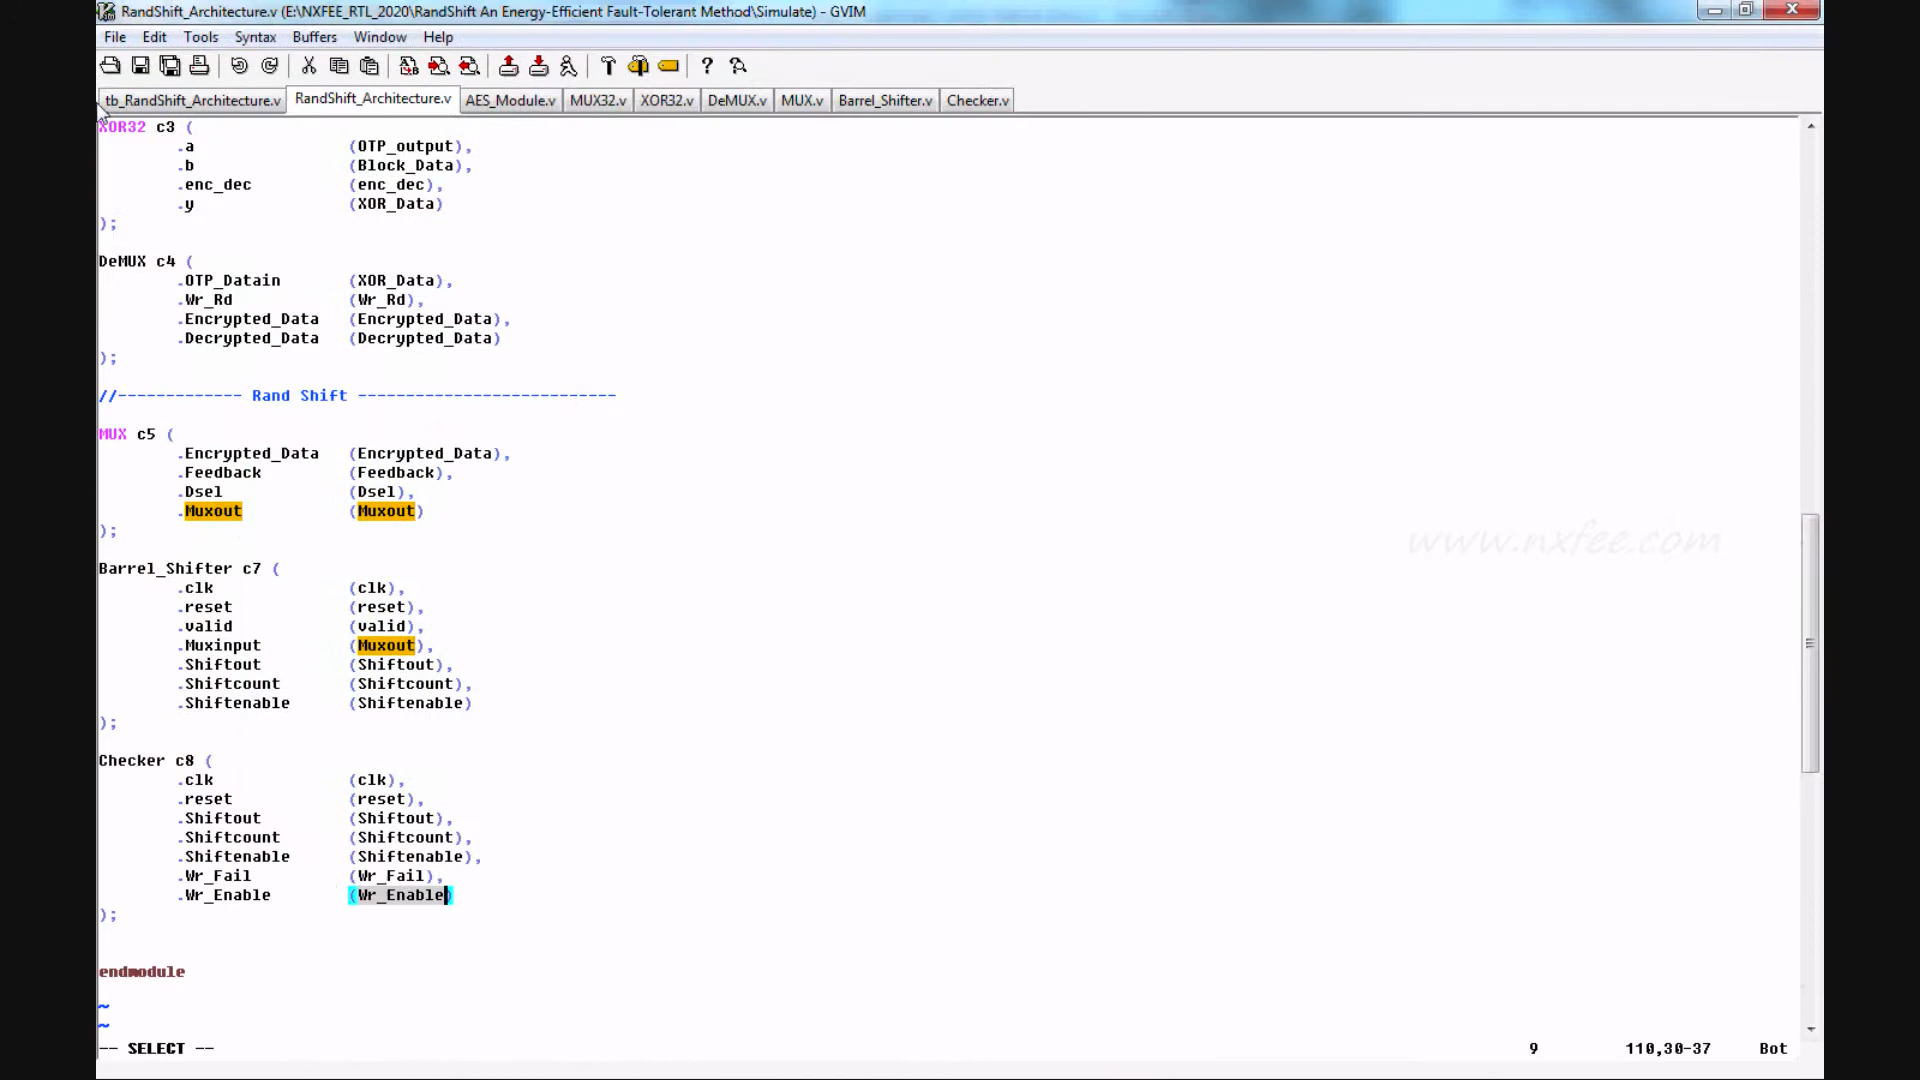 RandShift_Architecture.v (E:\NXFEE_RTL_2020\RandShift An Energy-Efficient Fault-Tolerant Method\Simulate) - GVIM
File Edit Tools Syntax Buffers Window Help
tb_RandShift_Architecture.v RandShift_Architecture.v AES_Module.v MUX32.v XOR32.v DeMUX.v MUX.v Barrel_Shifter.v Checker.v
XOR32 c3 (
.a (OTP_output),
.b (Block_Data),
.enc_dec (enc_dec),
.y (XOR_Data)
);
DeMUX c4 (
.OTP_Datain (XOR_Data),
.Wr_Rd (Wr_Rd),
.Encrypted_Data (Encrypted_Data),
.Decrypted_Data (Decrypted_Data)
);
//------------- Rand Shift ---------------------------
MUX c5 (
.Encrypted_Data (Encrypted_Data),
.Feedback (Feedback),
.Dsel (Dsel),
.Muxout (Muxout)
);
www.nxfee.com
Barrel_Shifter c7 (
.clk (clk),
.reset (reset),
.valid (valid),
.Muxinput (Muxout),
.Shiftout (Shiftout),
.Shiftcount (Shiftcount),
.Shiftenable (Shiftenable)
);
Checker c8 (
.clk (clk),
.reset (reset),
.Shiftout (Shiftout),
.Shiftcount (Shiftcount),
.Shiftenable (Shiftenable),
.Wr_Fail (Wr_Fail),
.Wr_Enable (Wr_Enable)
);
endmodule
~
~
-- SELECT -- 9 110,30-37 Bot